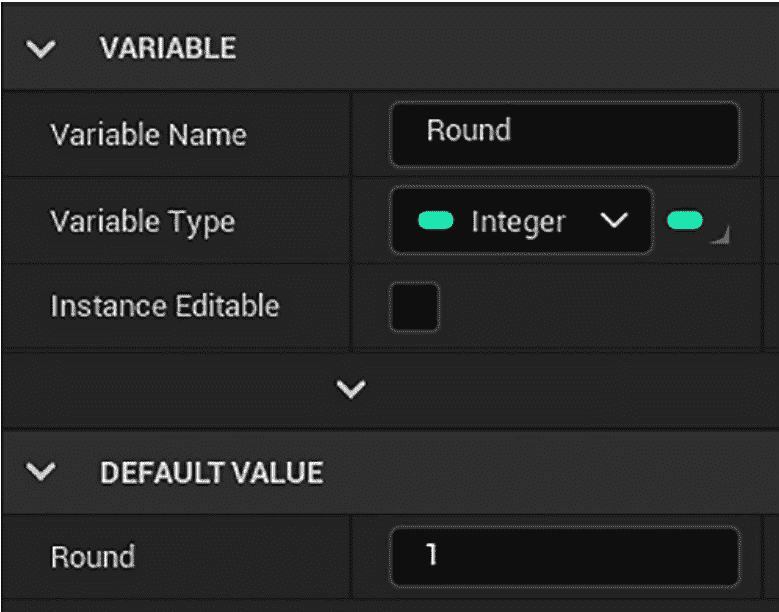 VARIABLE
Variable Name Round
Variable Type Integer
Instance Editable
DEFAULT VALUE
Round 1